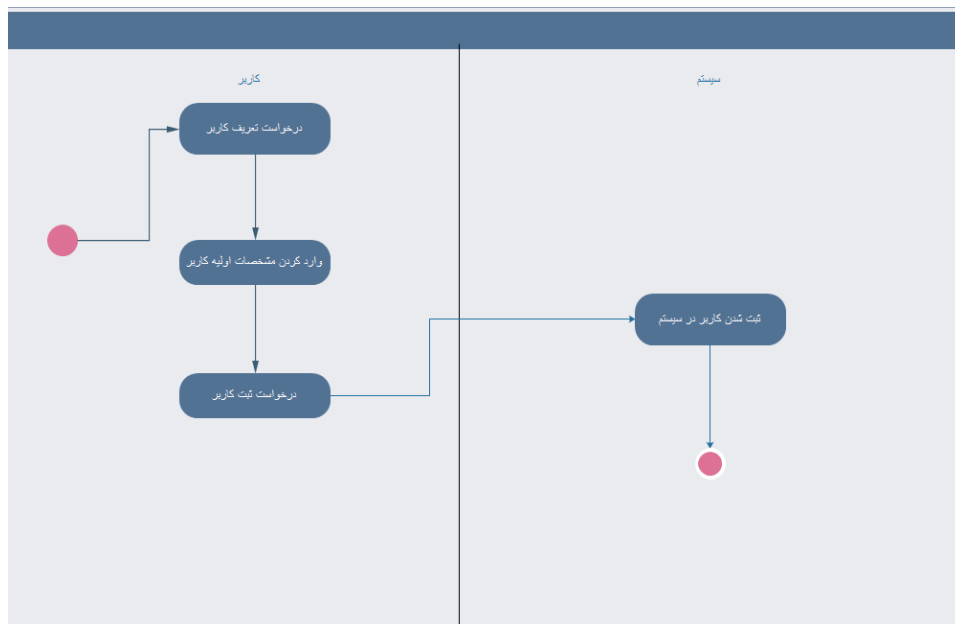 کاربر
سیستم
درخواست تعریف کاربر
وارد کردن مشخصات اولیه کاربر
ثبت شدن کاربر در سیستم
درخواست ثبت کاربر